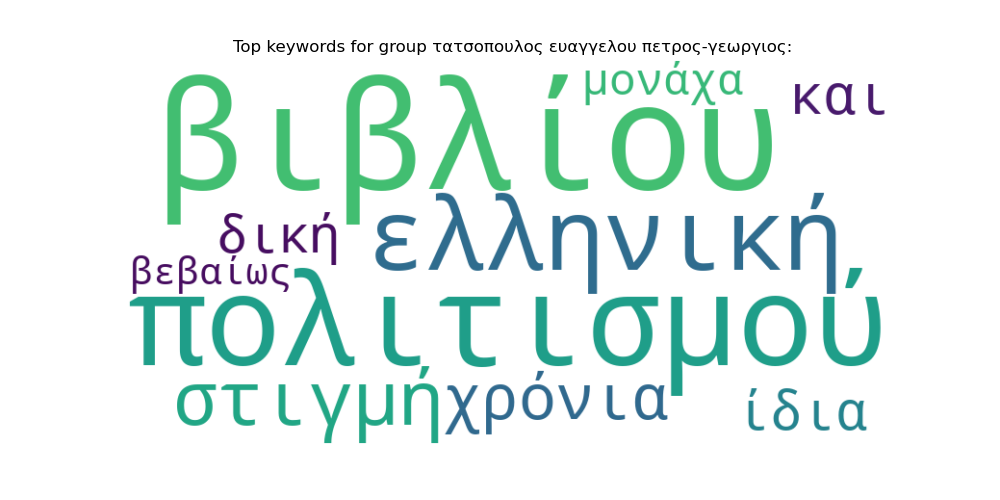 Top keywords for group τατσοπουλος ευαγγελου πετρος-γεωργιος:
μονάχα
και
βιβλίου
δική
ελληνική
βεβαίως
πολιτισμού
στιγμή
χρόνια
ίδια